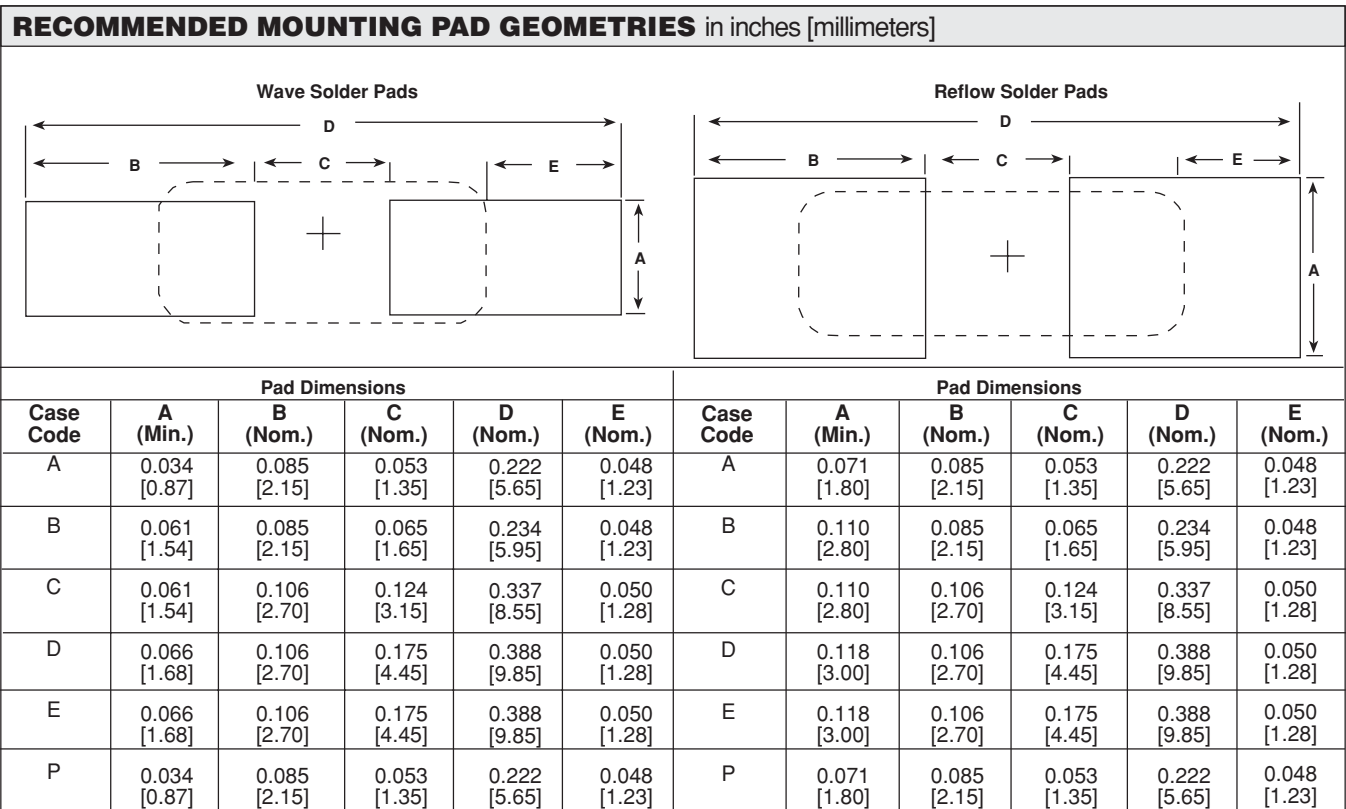 RECOMMENDED MOUNTING PAD GEOMETRIES in inches [millimeters]
Wave Solder Pads
D
B C E
A
Reflow Solder Pads
D
B C E
A
Pad Dimensions Pad Dimensions
Case Code A (Min.) B (Nom.) C (Nom.) D (Nom.) E (Nom.) Case Code A (Min.) B (Nom.) C (Nom.) D (Nom.) E (Nom.)
A 0.034 0.085 0.053 0.222 0.048 A 0.071 0.085 0.053 0.222 0.048
[0.87] [2.15] [1.35] [5.65] [1.23] [1.80] [2.15] [1.35] [5.65] [1.23]
B 0.061 0.085 0.065 0.234 0.048 B 0.110 0.085 0.065 0.234 0.048
[1.54] [2.15] [1.65] [5.95] [1.23] [2.80] [2.15] [1.65] [5.95] [1.23]
C 0.061 0.106 0.124 0.337 0.050 C 0.110 0.106 0.124 0.337 0.050
[1.54] [2.70] [3.15] [8.55] [1.28] [2.80] [2.70] [3.15] [8.55] [1.28]
D 0.066 0.106 0.175 0.388 0.050 D 0.118 0.106 0.175 0.388 0.050
[1.68] [2.70] [4.45] [9.85] [1.28] [3.00] [2.70] [4.45] [9.85] [1.28]
E 0.066 0.106 0.175 0.388 0.050 E 0.118 0.106 0.175 0.388 0.050
[1.68] [2.70] [4.45] [9.85] [1.28] [3.00] [2.70] [4.45] [9.85] [1.28]
P 0.034 0.085 0.053 0.222 0.048 P 0.071 0.085 0.053 0.222 0.048
[0.87] [2.15] [1.35] [5.65] [1.23] [1.80] [2.15] [1.35] [5.65] [1.23]